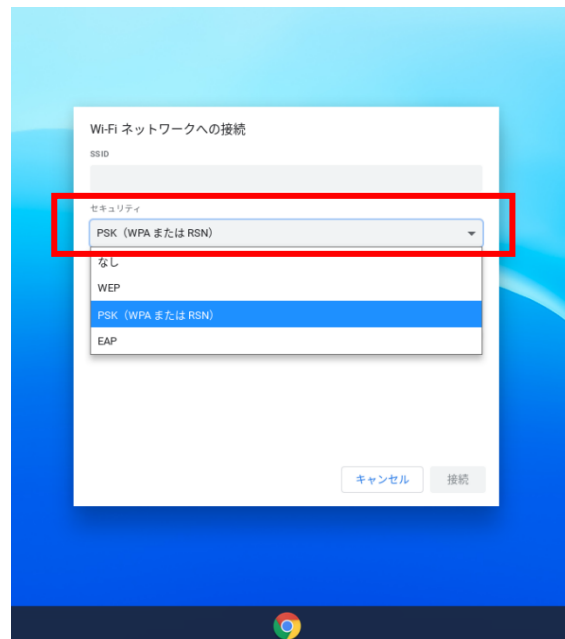 Wi-Fi ネットワークへの接続
SSID
セキュリティ
PSK（WPA または RSN）
なし
WEP
PSK（WPA または RSN）
EAP
キャンセル 接続